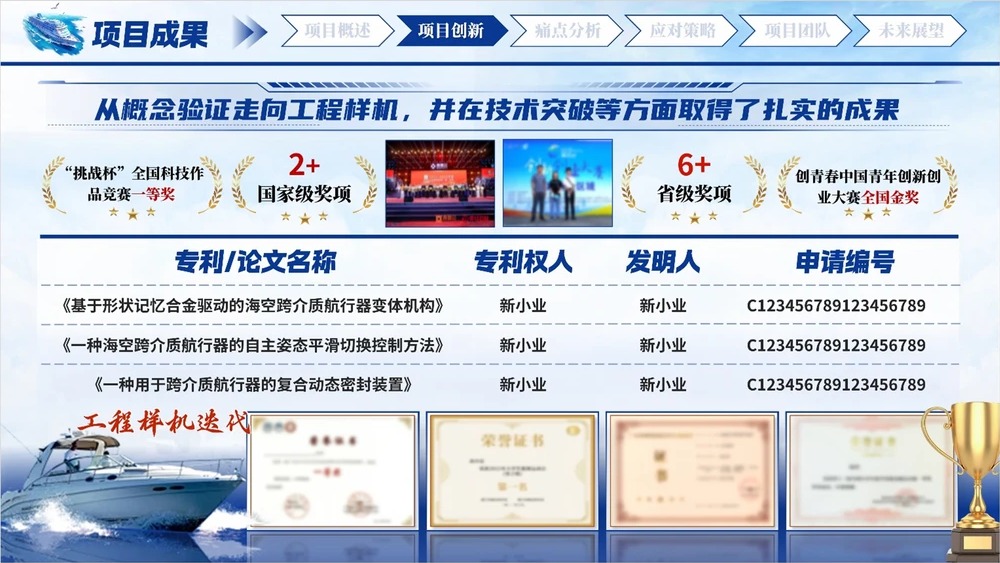 项目成果
项目概述
项目创新
痛点分析
应对策略
项目团队
未来展望
从概念验证走向工程样机，并在技术突破等方面取得了扎实的成果
“挑战杯”全国科技作
品竞赛一等奖
2+
国家级奖项
6+
省级奖项
创青春中国青年创新创
业大赛全国金奖
专利/论文名称 专利权人 发明人 申请编号
《基于形状记忆合金驱动的海空跨介质航行器变体机构》 新小业 新小业 C123456789123456789
《一种海空跨介质航行器的自主姿态平滑切换控制方法》 新小业 新小业 C123456789123456789
《一种用于跨介质航行器的复合动态密封装置》 新小业 新小业 C123456789123456789
工程样机迭代
荣誉证书
第一名
证书